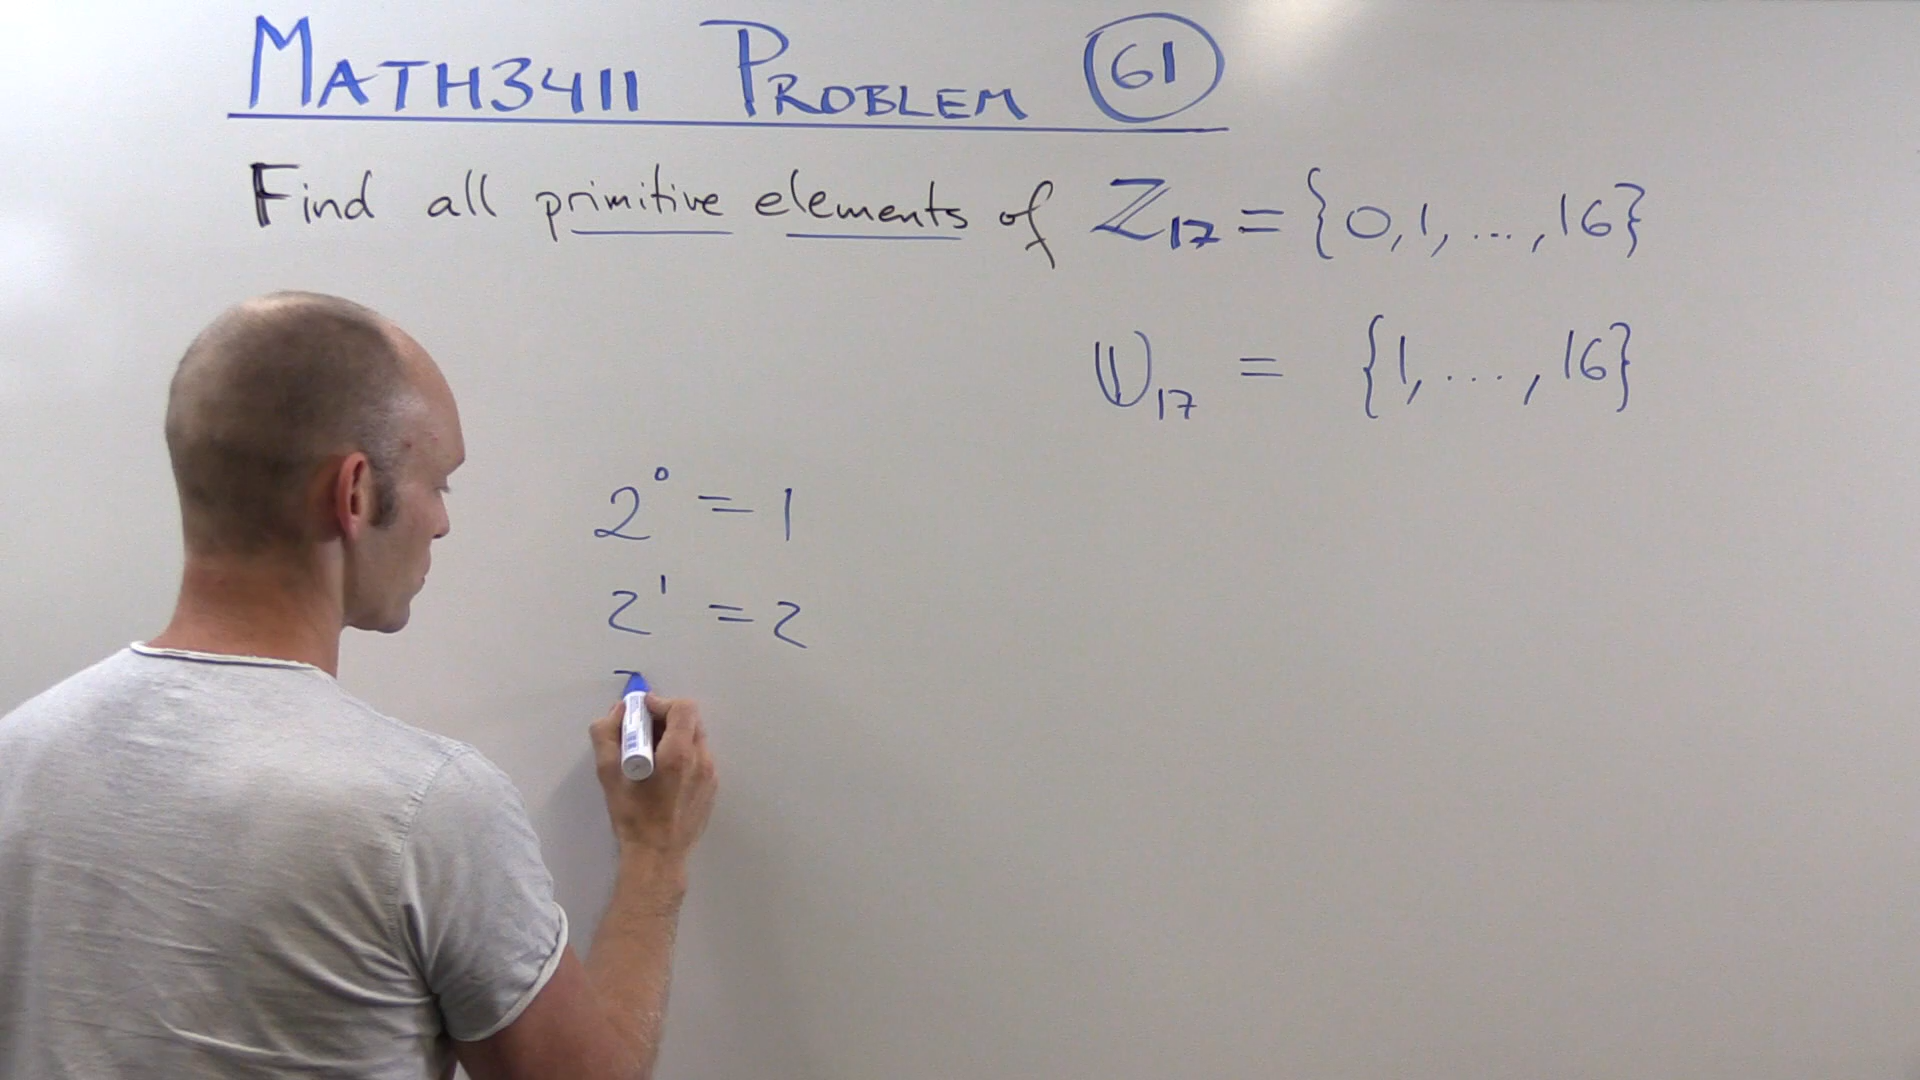 MATH3411 PROBLEM 61
Find all primitive elements of ℤ₁₇ = {0,1,...,16}
𝕌₁₇ = {1,...,16}
2⁰ = 1
2¹ = 2